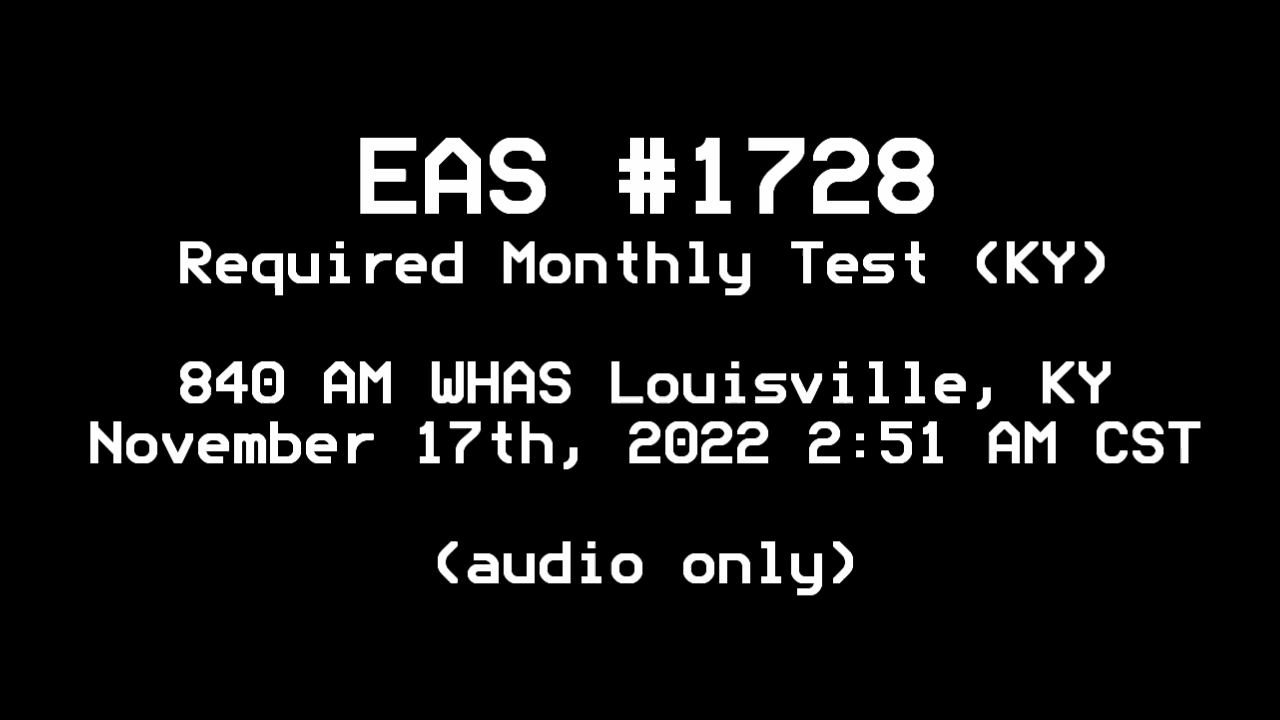 EAS #1728
Required Monthly Test (KY)
840 AM WHAS Louisville, KY
November 17th, 2022 2:51 AM CST
(audio only)